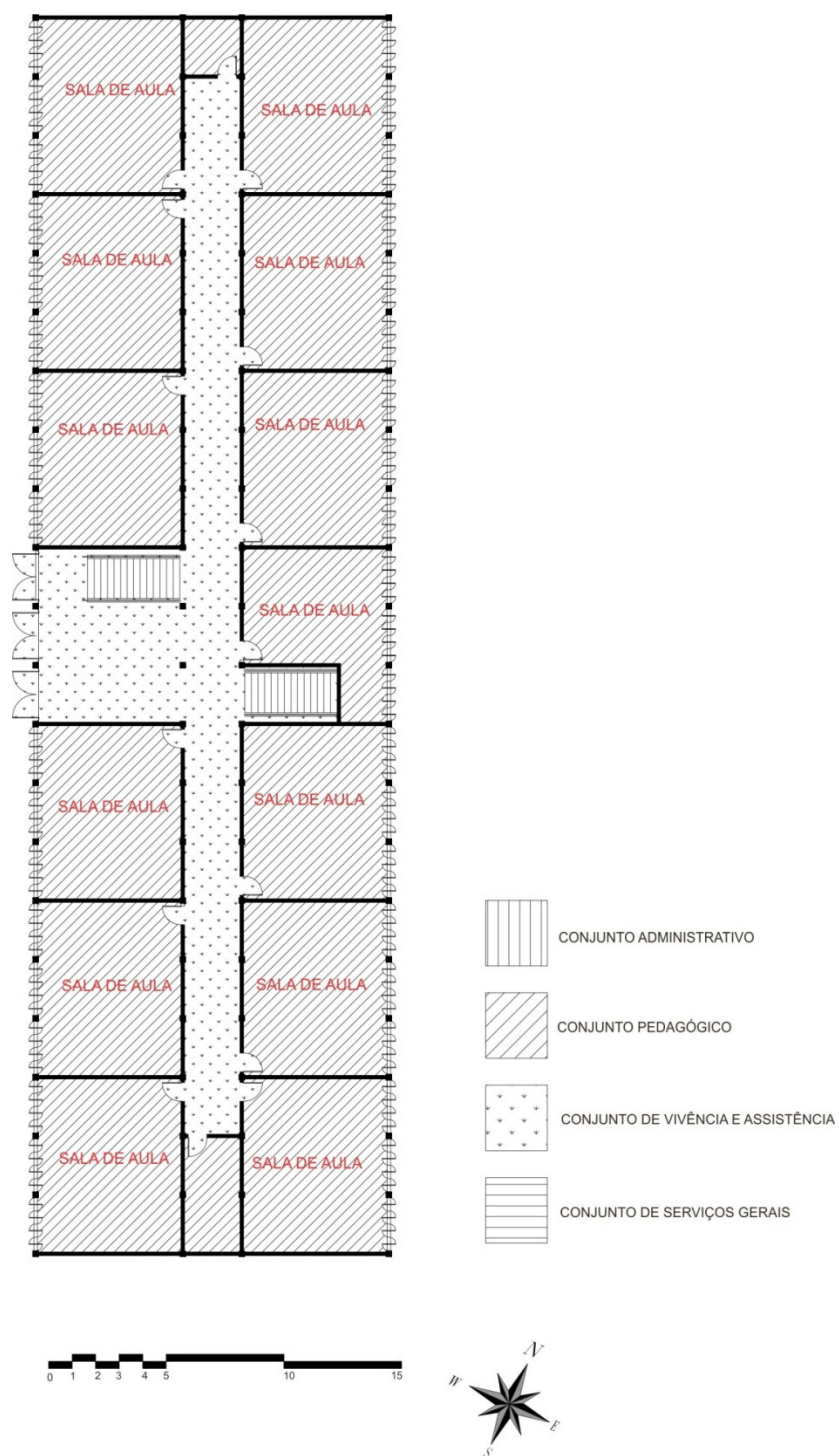 SALA DE AULA
SALA DE AULA
SALA DE AULA
SALA DE AULA
SALA DE AULA
SALA DE AULA
SALA DE AULA
SALA DE AULA
SALA DE AULA
SALA DE AULA
SALA DE AULA
SALA DE AULA
SALA DE AULA
CONJUNTO ADMINISTRATIVO
CONJUNTO PEDAGÓGICO
CONJUNTO DE VIVÊNCIA E ASSISTÊNCIA
CONJUNTO DE SERVIÇOS GERAIS
0 1 2 3 4 5 10 15
N
W
E
S